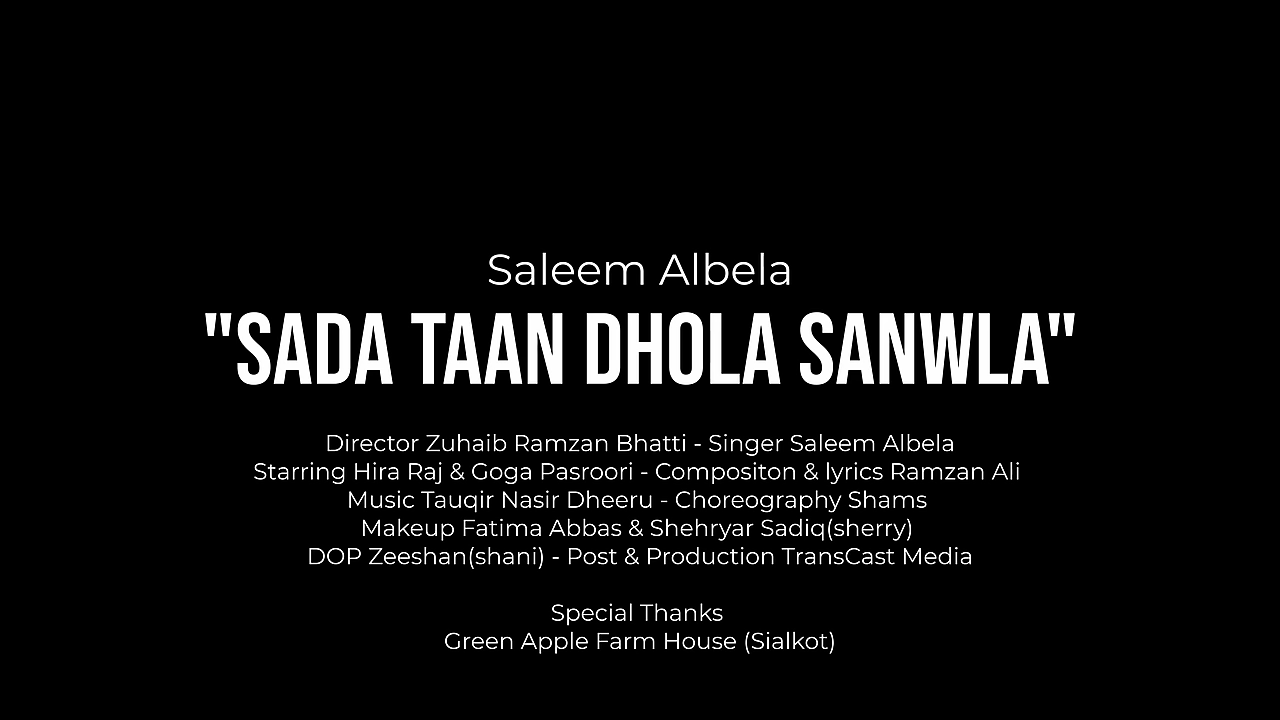 Saleem Albela
"SADA TAAN DHOLA SANWLA"
Director Zuhaib Ramzan Bhatti - Singer Saleem Albela
Starring Hira Raj & Goga Pasroori - Compositon & lyrics Ramzan Ali
Music Tauqir Nasir Dheeru - Choreography Shams
Makeup Fatima Abbas & Shehryar Sadiq(sherry)
DOP Zeeshan(shani) - Post & Production TransCast Media
Special Thanks
Green Apple Farm House (Sialkot)